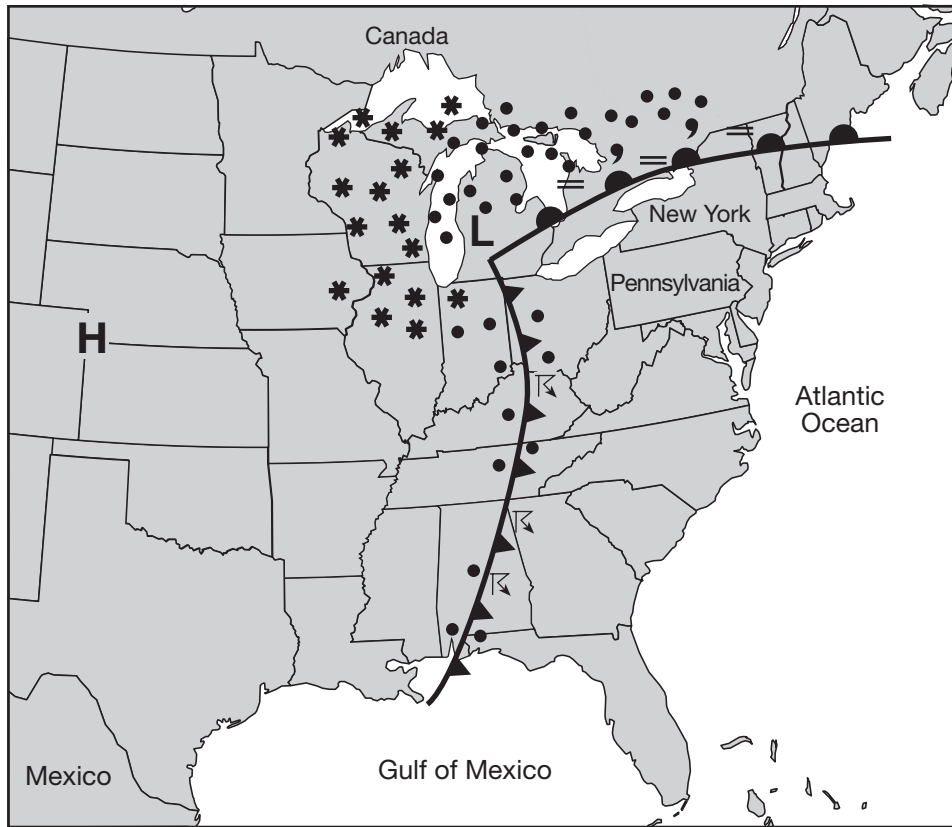 Canada
L
New York
Pennsylvania
H
Atlantic
Ocean
Mexico
Gulf of Mexico